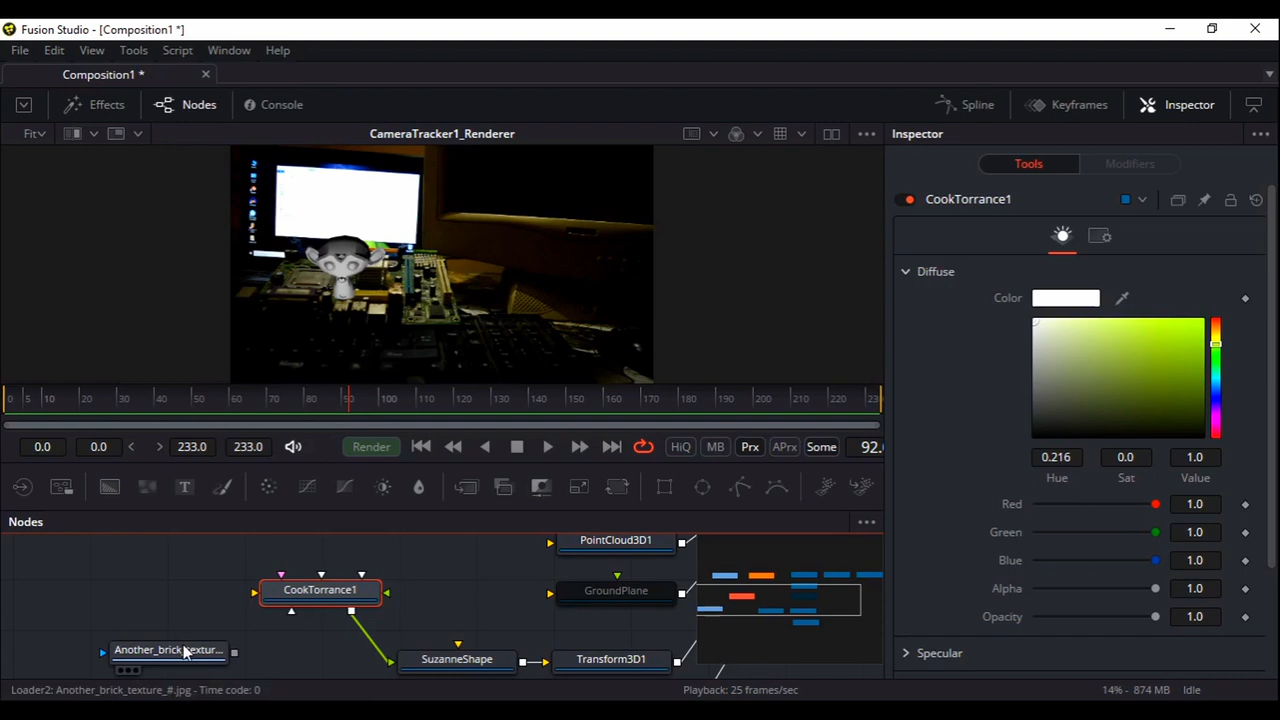 Fusion Studio - [Composition1 *]
File Edit View Tools Script Window Help
Composition1 *
Effects Nodes Console Spline Keyframes Inspector
Fit CameraTracker1_Renderer Inspector
Tools Modifiers
CookTorrance1
Diffuse
Color
0 5 10 20 30 40 50 60 70 80 90 100 110 120 130 140 150 160 170 180 190 200 210 220 230
0.0 0.0 233.0 233.0 Render HiQ MB Prx APrx Some 92.
0.216 0.0 1.0
Hue Sat Value
Red 1.0
Green 1.0
Blue 1.0
Alpha 1.0
Opacity 1.0
Specular
Nodes
PointCloud3D1
CookTorrance1
GroundPlane
Another_brick_textur...
SuzanneShape
Transform3D1
Loader2: Another_brick_texture_#.jpg - Time code: 0 Playback: 25 frames/sec 14% - 874 MB Idle